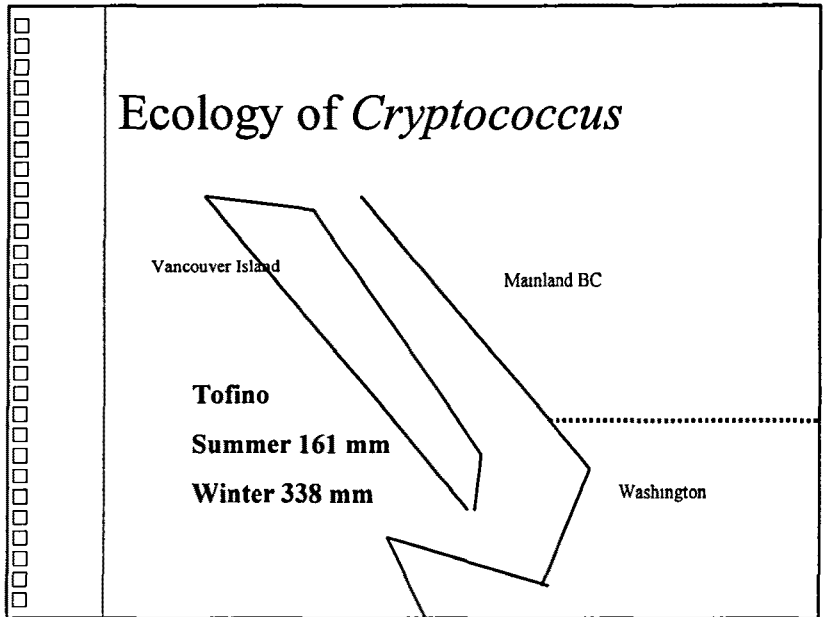 Ecology of Cryptococcus
Vancouver Island
Mainland BC
Tofino
Summer 161 mm
Winter 338 mm
Washington